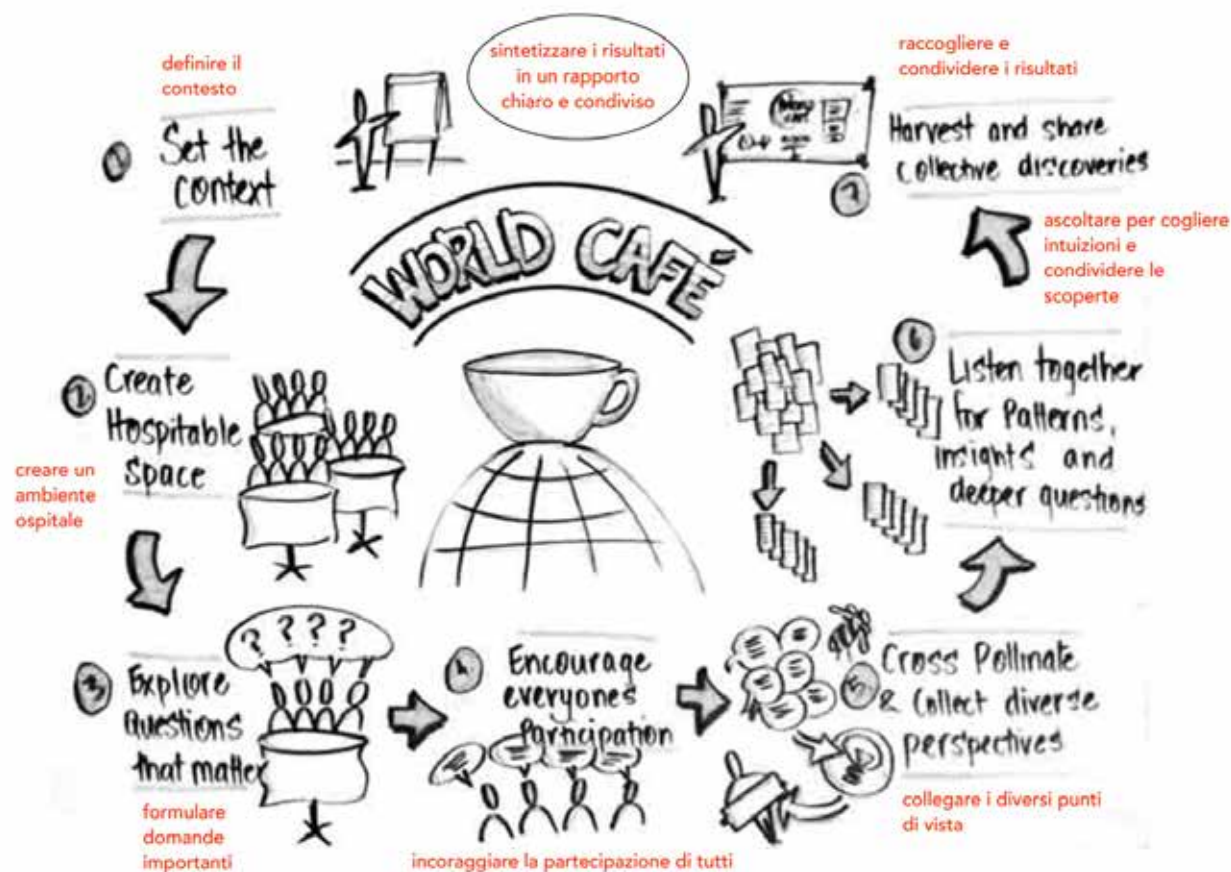 definire il
contesto
1 Set the
context
sintetizzare i risultati
in un rapporto
chiaro e condiviso
raccogliere e
condividere i risultati
Harvest and share
collective discoveries
7
WORLD CAFÉ
ascoltare per cogliere
intuizioni e
condividere le
scoperte
2 Create
Hospitable
space
creare un
ambiente
ospitale
6
Listen together
for Patterns,
insights and
deeper questions
? ? ? ?
3 Explore
questions
that matter
formulare
domande
importanti
4 Encourage
everyones
Participation
incoraggiare la partecipazione di tutti
5 Cross Pollinate
& Collect diverse
perspectives
collegare i diversi punti
di vista